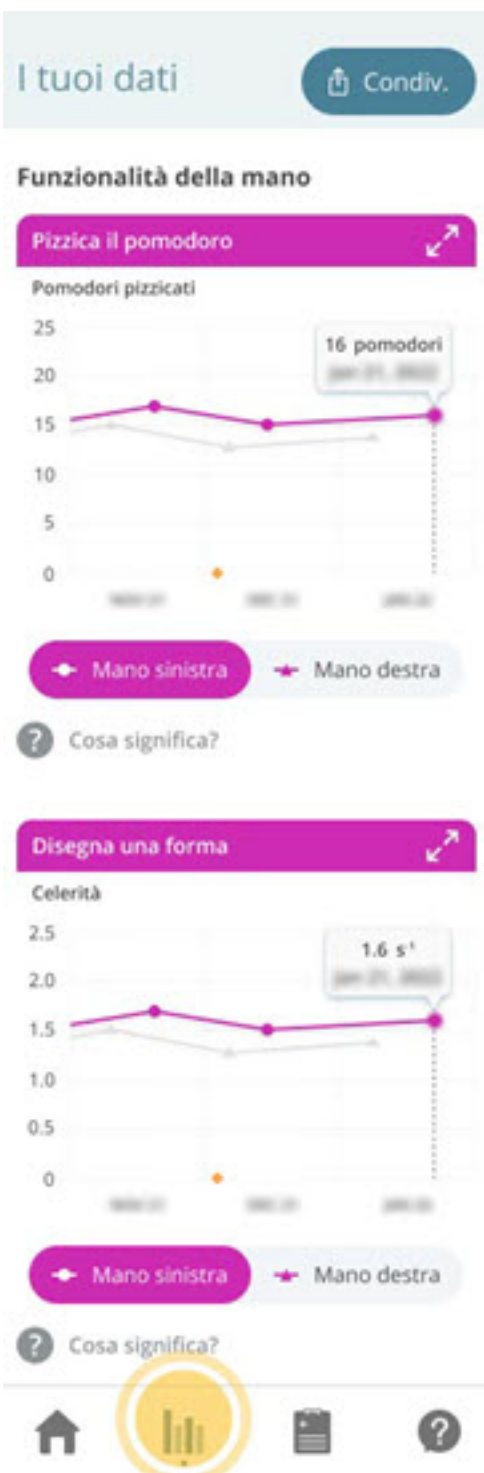 I tuoi dati
Condiv.
Funzionalità della mano
Pizzica il pomodoro
Pomodori pizzicati
25
16 pomodori
20
15
10
5
0
Mano sinistra
Mano destra
? Cosa significa?
Disegna una forma
Celerità
2.5
1.6 s⁻¹
2.0
1.5
1.0
0.5
0
Mano sinistra
Mano destra
? Cosa significa?
?